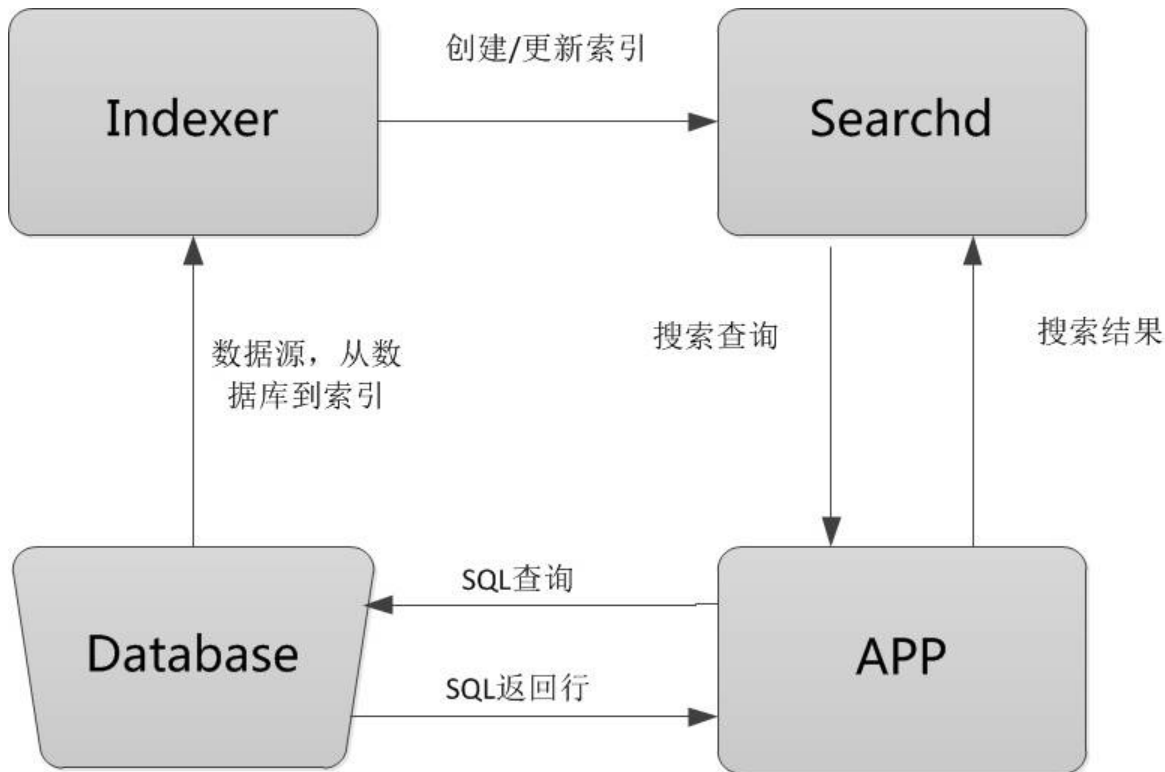 创建/更新索引
Indexer
Searchd
搜索查询
搜索结果
数据源，从数
据库到索引
SQL查询
Database
APP
SQL返回行